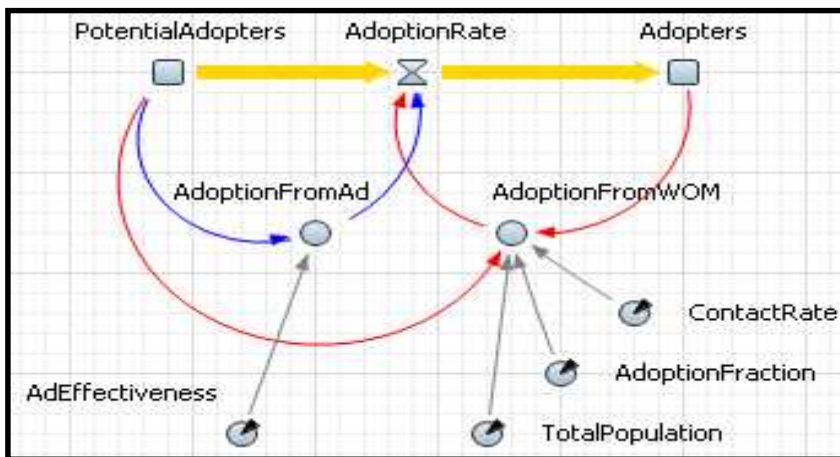 PotentialAdopters
AdoptionRate
Adopters
AdoptionFromAd
AdoptionFromWOM
ContactRate
AdoptionFraction
AdEffectiveness
TotalPopulation